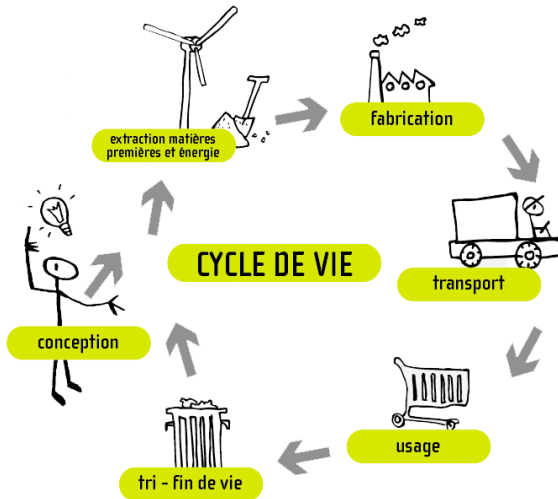 CYCLE DE VIE
conception
extraction matières
premières et énergie
fabrication
transport
usage
tri - fin de vie